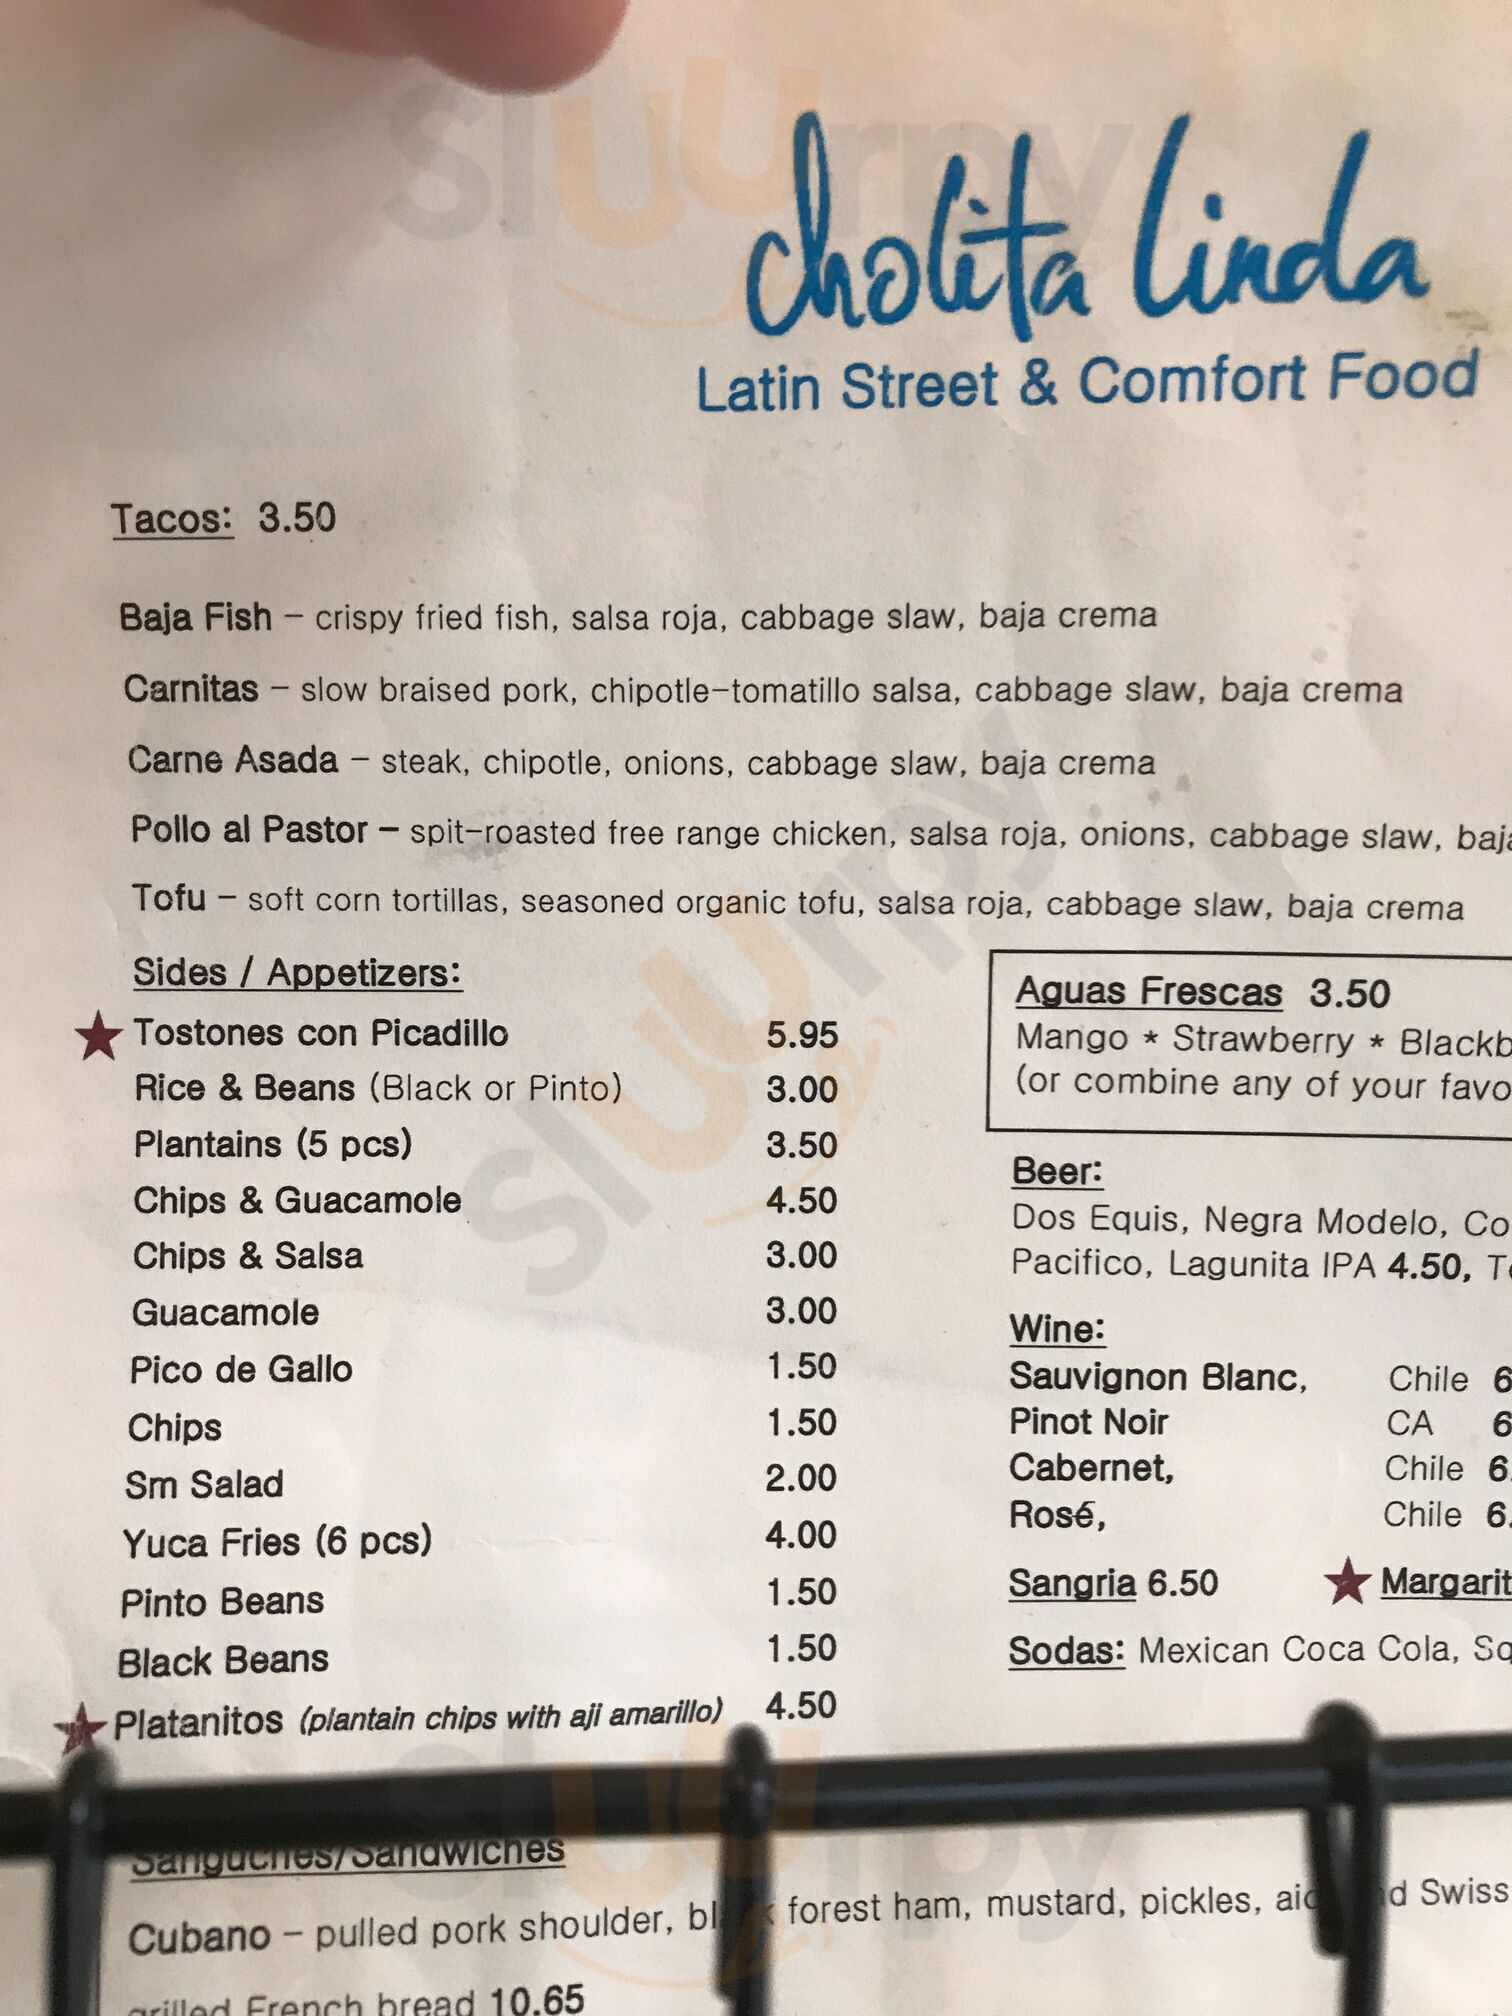 cholita linda
Latin Street & Comfort Food
Tacos: 3.50
Baja Fish – crispy fried fish, salsa roja, cabbage slaw, baja crema
Carnitas – slow braised pork, chipotle-tomatillo salsa, cabbage slaw, baja crema
Carne Asada – steak, chipotle, onions, cabbage slaw, baja crema
Pollo al Pastor – spit-roasted free range chicken, salsa roja, onions, cabbage slaw,
Tofu – soft corn tortillas, seasoned organic tofu, salsa roja, cabbage slaw, baja crema
Sides / Appetizers:
★ Tostones con Picadillo 5.95
Rice & Beans (Black or Pinto) 3.00
Plantains (5 pcs) 3.50
Chips & Guacamole 4.50
Chips & Salsa 3.00
Guacamole 3.00
Pico de Gallo 1.50
Chips 1.50
Sm Salad 2.00
Yuca Fries (6 pcs) 4.00
Pinto Beans 1.50
Black Beans 1.50
★ Platanitos (plantain chips with aji amarillo) 4.50
Aguas Frescas 3.50
Mango * Strawberry *
(or combine any of your
Beer:
Dos Equis, Negra Modelo,
Pacifico, Lagunita IPA 4.50,
Wine:
Sauvignon Blanc, Chile
Pinot Noir CA
Cabernet, Chile
Rosé, Chile
Sangria 6.50 ★
Sodas: Mexican Coca Cola,
Sanguches/Sandwiches
Cubano – pulled pork shoulder, forest ham, mustard, pickles, Swiss
grilled French bread 10.65
sluurpy
sluurpy
sluurpy